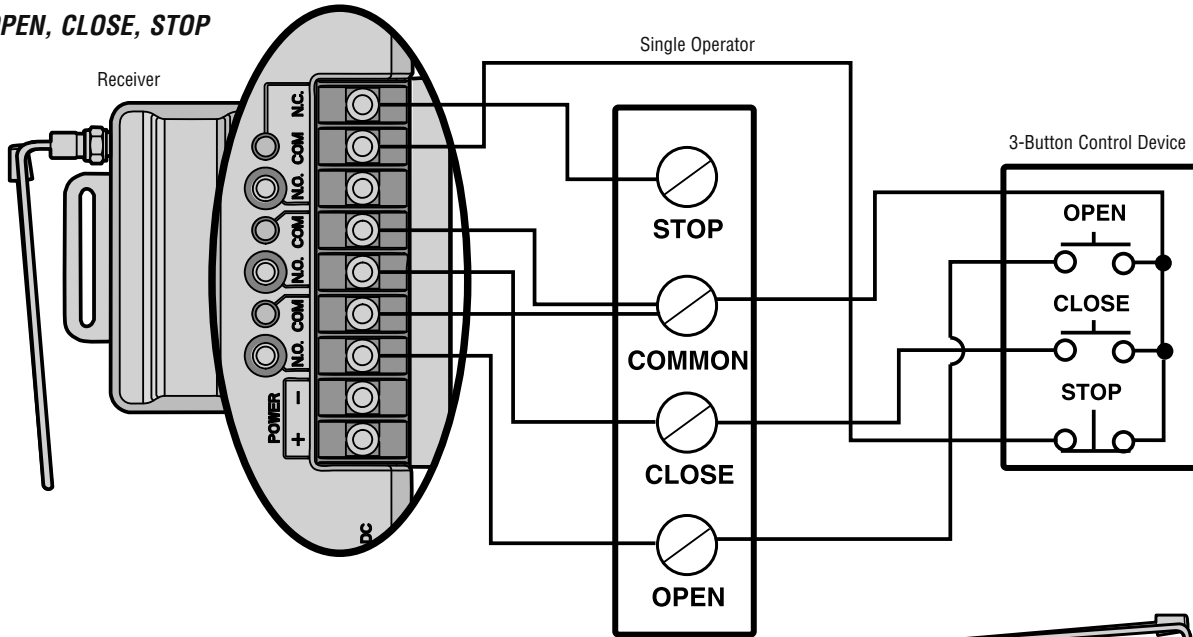 OPEN, CLOSE, STOP
Receiver
Single Operator
3-Button Control Device
N.C.
COM
N.O.
COM
N.O.
COM
N.O.
POWER
-
+
DC
STOP
COMMON
CLOSE
OPEN
OPEN
CLOSE
STOP